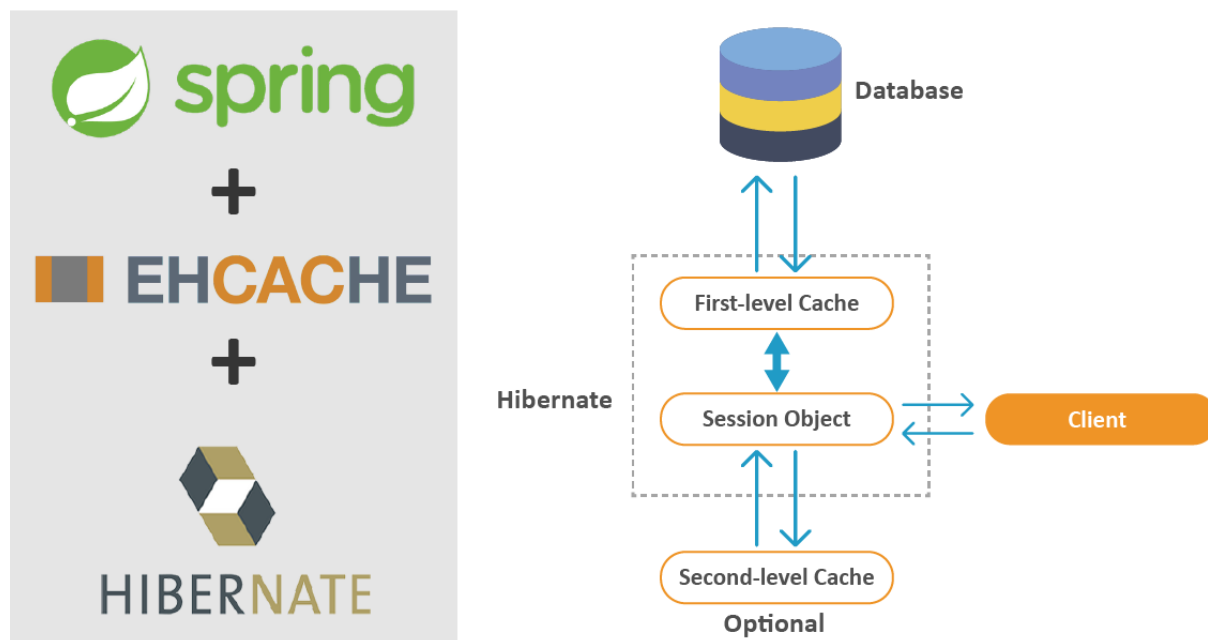 spring
+
EHCACHE
+
HIBERNATE
Database
First-level Cache
Hibernate
Session Object
Client
Second-level Cache
Optional